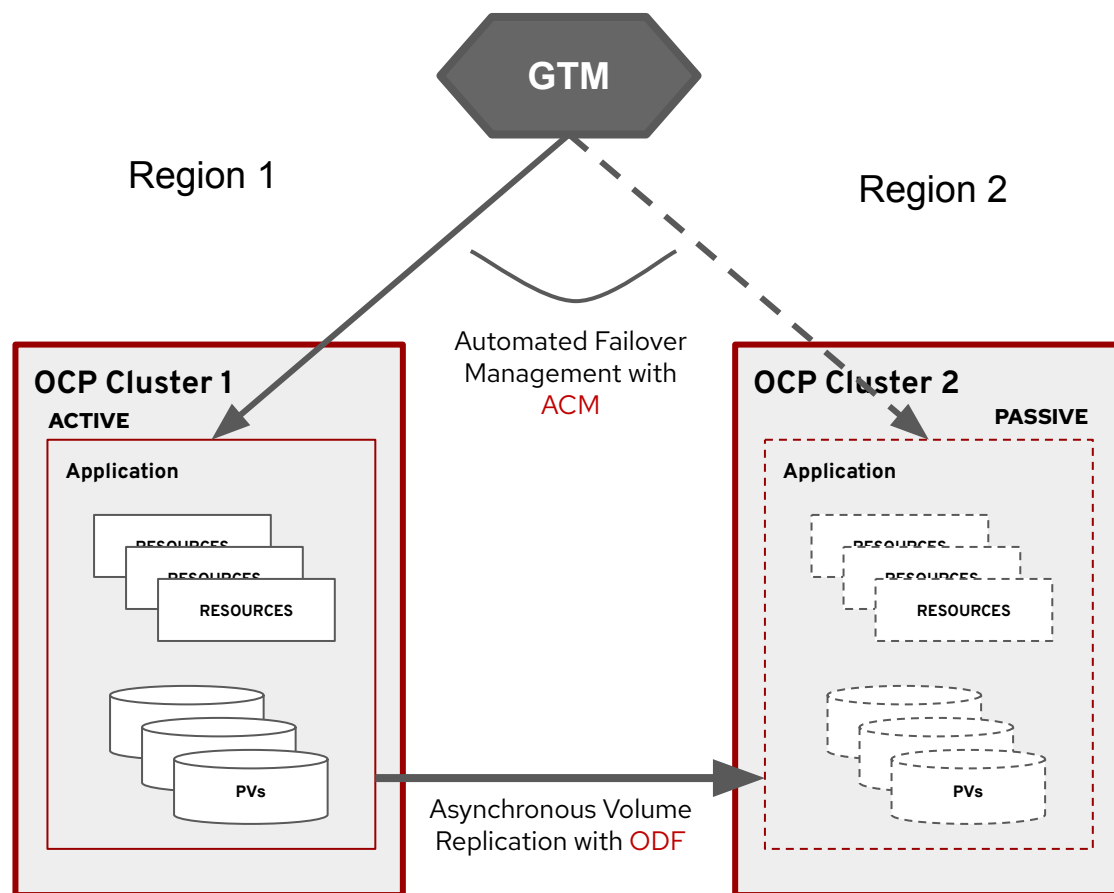 GTM
Region 1
Region 2
Automated Failover
Management with
ACM
OCP Cluster 1
ACTIVE
Application
RESOURCES
RESOURCES
RESOURCES
PVs
OCP Cluster 2
PASSIVE
Application
RESOURCES
RESOURCES
RESOURCES
PVs
Asynchronous Volume
Replication with ODF